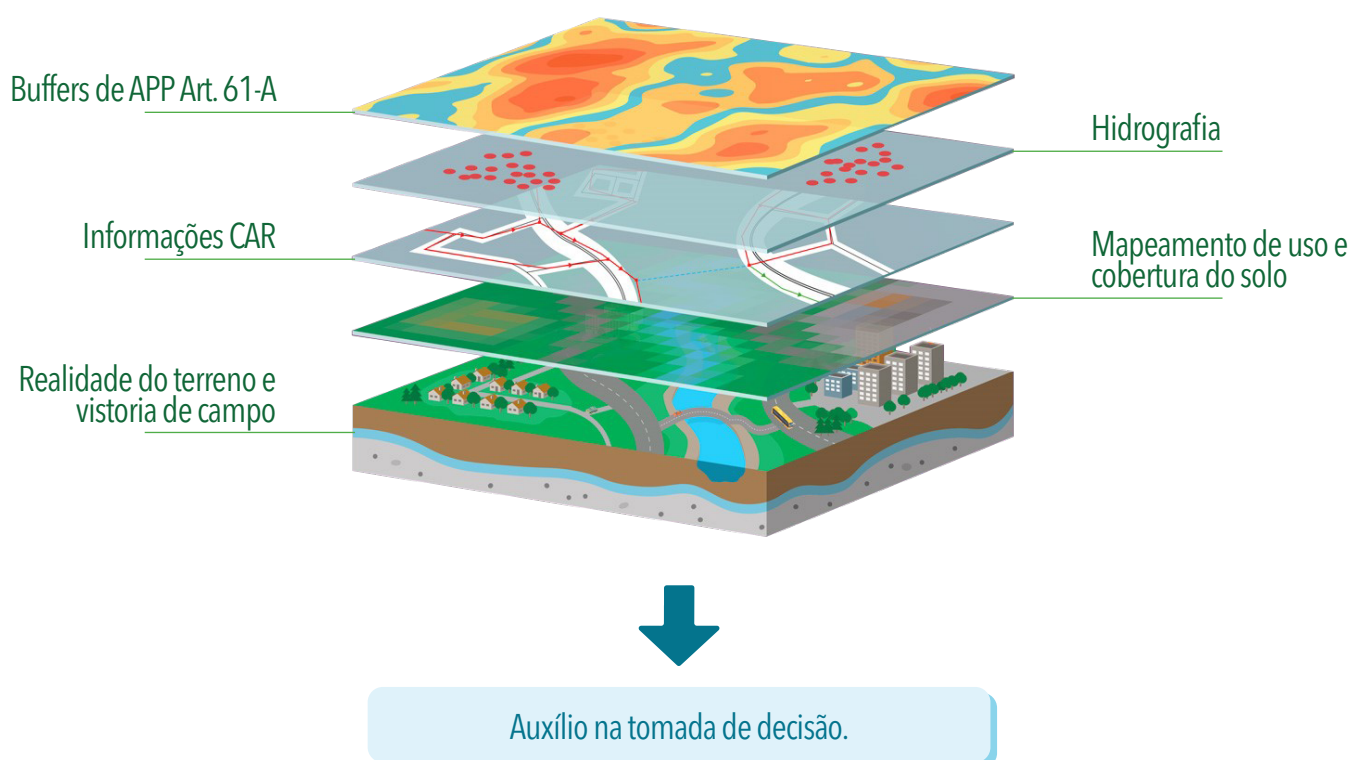 Buffers de APP Art. 61-A
Hidrografia
Informações CAR
Mapeamento de uso e
cobertura do solo
Realidade do terreno e
vistoria de campo
Auxílio na tomada de decisão.